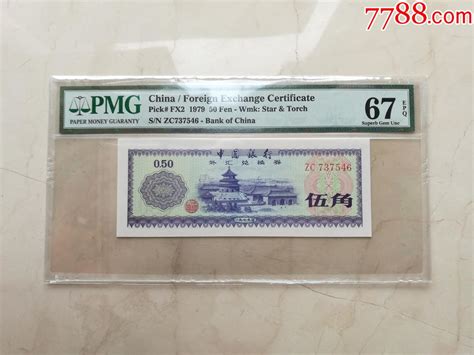 7788.com
PMG
PAPER MONEY GUARANTY
China / Foreign Exchange Certificate
Pick# FX2 1979 50 Fen - Wmk: Star & Torch
S/N ZC737546 - Bank of China
67 EPQ
Superb Gem Unc
中国银行
0.50
外汇兑换券
ZC 737546
伍角